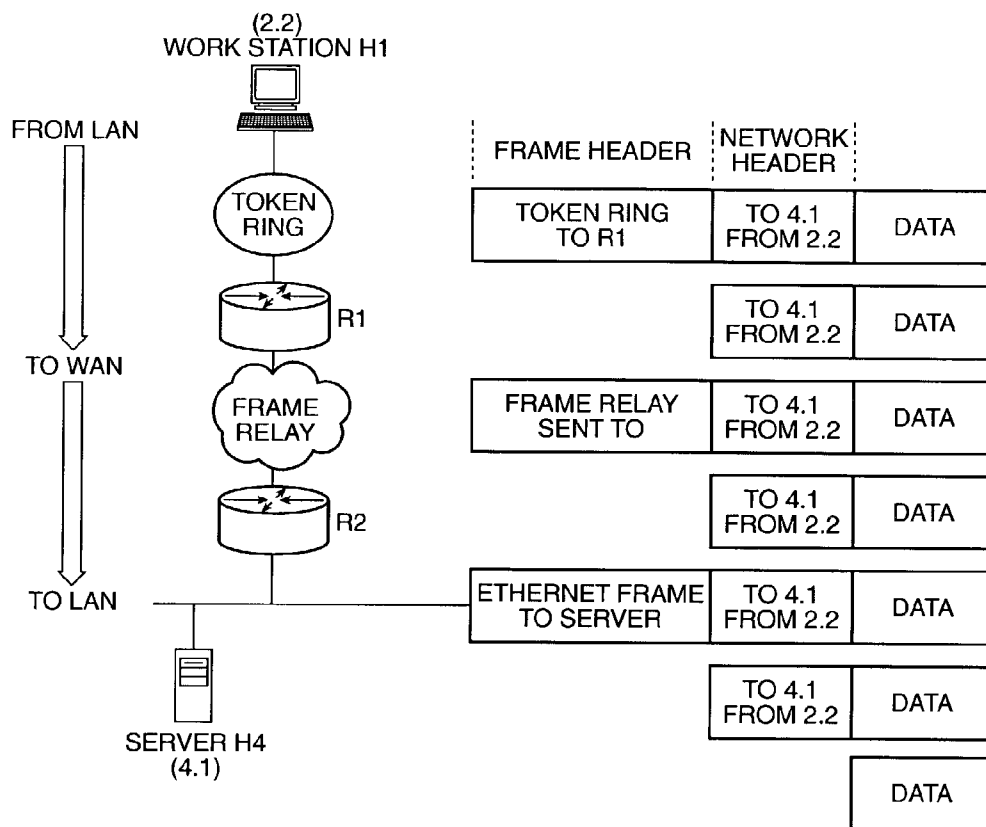 (2.2)
WORK STATION H1
FROM LAN
TOKEN
RING
R1
TO WAN
FRAME
RELAY
R2
TO LAN
SERVER H4
(4.1)
FRAME HEADER
NETWORK
HEADER
TOKEN RING
TO R1
TO 4.1
FROM 2.2
DATA
TO 4.1
FROM 2.2
DATA
FRAME RELAY
SENT TO
TO 4.1
FROM 2.2
DATA
TO 4.1
FROM 2.2
DATA
ETHERNET FRAME
TO SERVER
TO 4.1
FROM 2.2
DATA
TO 4.1
FROM 2.2
DATA
DATA